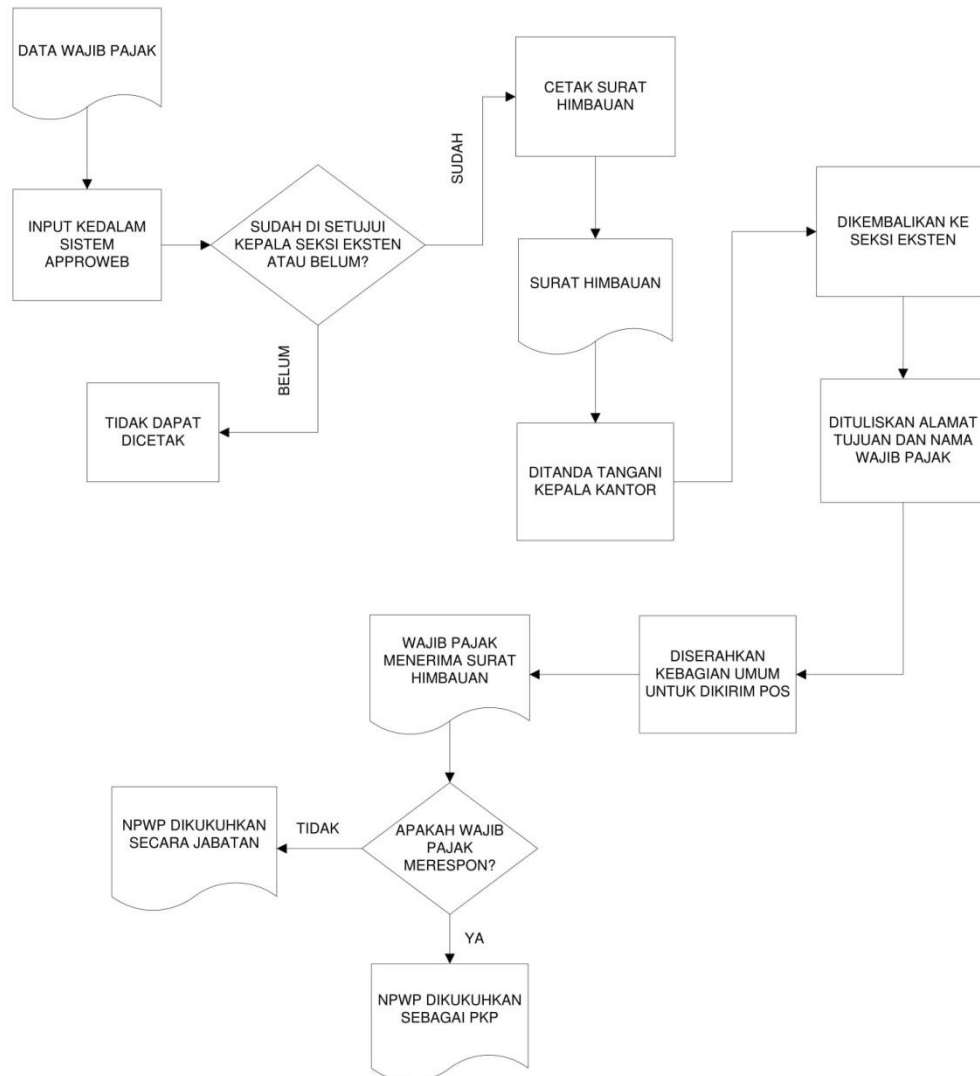 DATA WAJIB PAJAK
INPUT KEDALAM
SISTEM
APPROWEB
SUDAH DI SETUJUI
KEPALA SEKSI EKSTEN
ATAU BELUM?
SUDAH
BELUM
TIDAK DAPAT
DICETAK
CETAK SURAT
HIMBAUAN
SURAT HIMBAUAN
DITANDA TANGANI
KEPALA KANTOR
DIKEMBALIKAN KE
SEKSI EKSTEN
DITULISKAN ALAMAT
TUJUAN DAN NAMA
WAJIB PAJAK
DISERAHKAN
KEBAGIAN UMUM
UNTUK DIKIRIM POS
WAJIB PAJAK
MENERIMA SURAT
HIMBAUAN
APAKAH WAJIB
PAJAK
MERESPON?
TIDAK
NPWP DIKUKUHKAN
SECARA JABATAN
YA
NPWP DIKUKUHKAN
SEBAGAI PKP